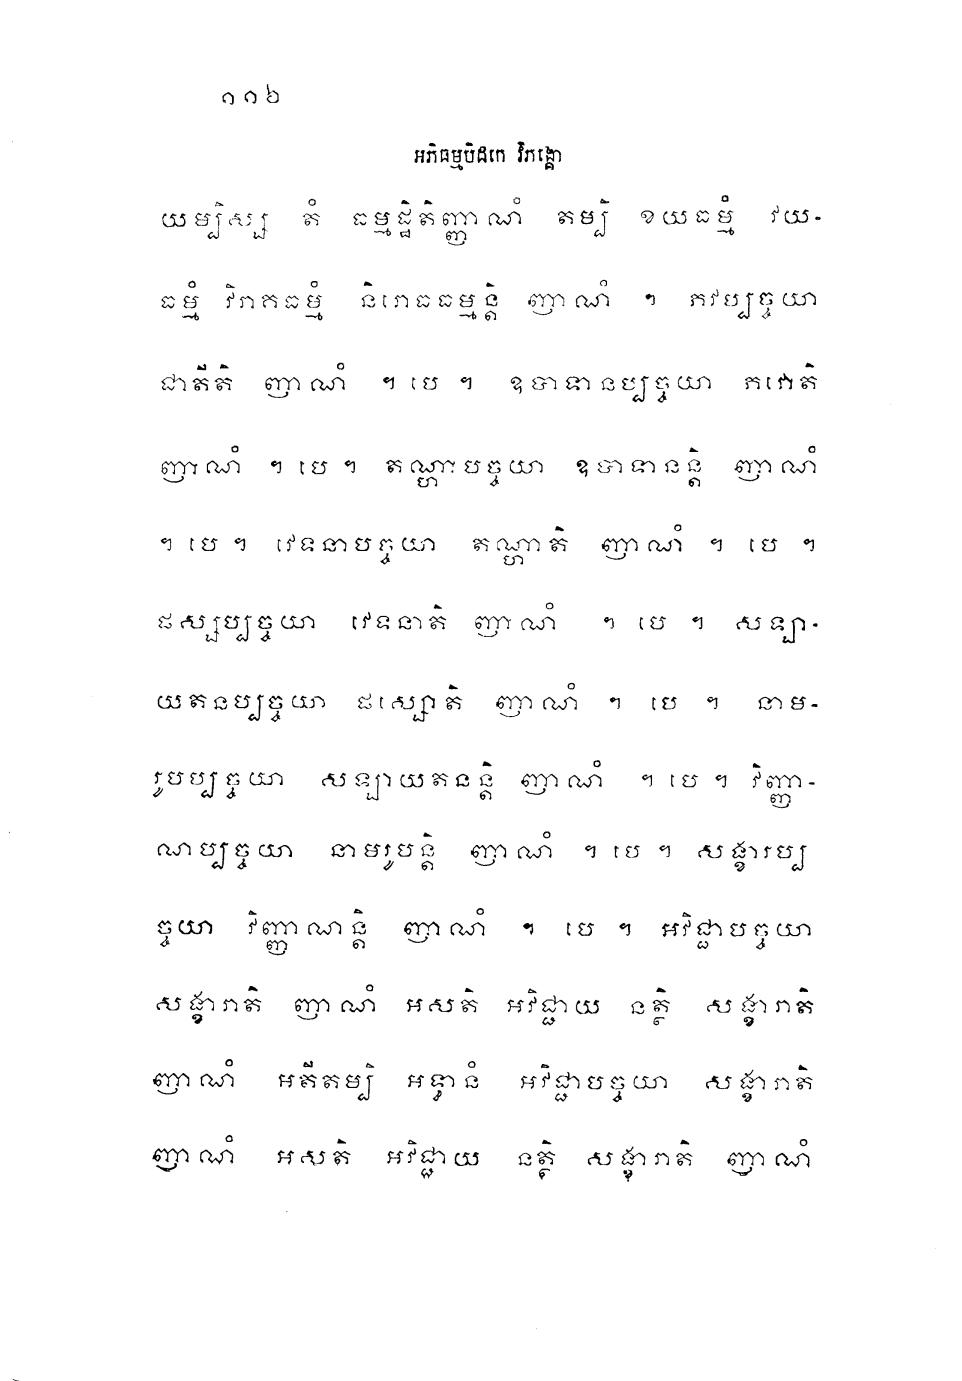 ១១៦
អភិធម្មបិដកេ វិភង្គោ
យម្បិស្ស តំ ធម្មដ្ឋិតិញ្ញាណំ តម្បិ ខយធម្មំ វយ-
ធម្មំ វិរាគធម្មំ និរោធធម្មន្តិ ញាណំ ។ ភវប្បច្ចយា
ជាតីតិ ញាណំ ។ បេ ។ ឧបាទានប្បច្ចយា ភវោតិ
ញាណំ ។ បេ ។ តណ្ហាបច្ចយា ឧបាទានន្តិ ញាណំ
។ បេ ។ វេទនាបច្ចយា តណ្ហាតិ ញាណំ ។ បេ ។
ផស្សប្បច្ចយា វេទនាតិ ញាណំ ។ បេ ។ សឡា-
យតនប្បច្ចយា ផស្សោតិ ញាណំ ។ បេ ។ នាម-
រូបប្បច្ចយា សឡាយតនន្តិ ញាណំ ។ បេ ។ វិញ្ញា-
ណប្បច្ចយា នាមរូបន្តិ ញាណំ ។ បេ ។ សង្ខារប្ប
ច្ចយា វិញ្ញាណន្តិ ញាណំ ។ បេ ។ អវិជ្ជាបច្ចយា
សង្ខារាតិ ញាណំ អសតិ អវិជ្ជាយ នត្ថិ សង្ខារាតិ
ញាណំ អតីតម្បិ អទ្ធានំ អវិជ្ជាបច្ចយា សង្ខារាតិ
ញាណំ អសតិ អវិជ្ជាយ នត្ថិ សង្ខារាតិ ញាណំ